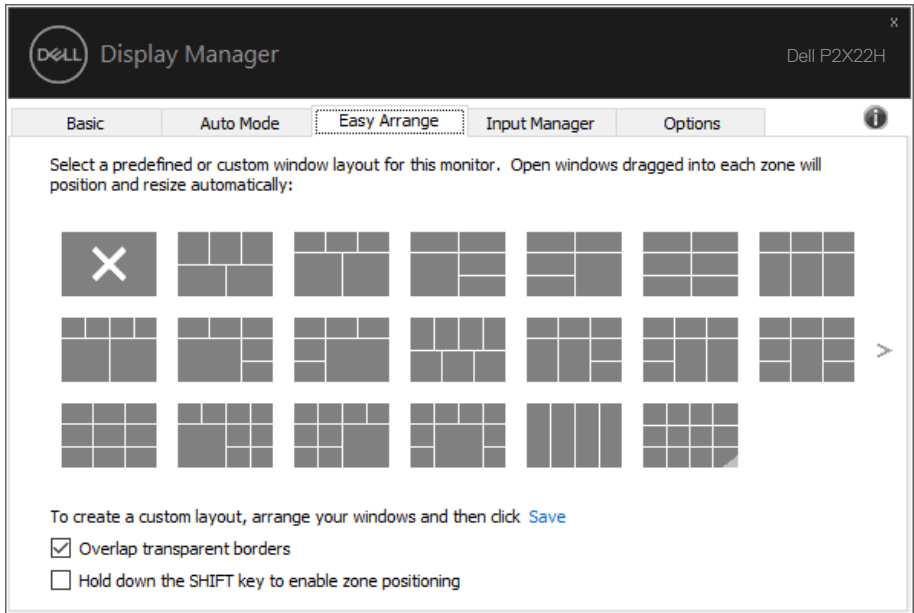 x
DELL Display Manager
Dell P2X22H
Basic Auto Mode Easy Arrange Input Manager Options
Select a predefined or custom window layout for this monitor. Open windows dragged into each zone will
position and resize automatically:
>
To create a custom layout, arrange your windows and then click Save
Overlap transparent borders
Hold down the SHIFT key to enable zone positioning